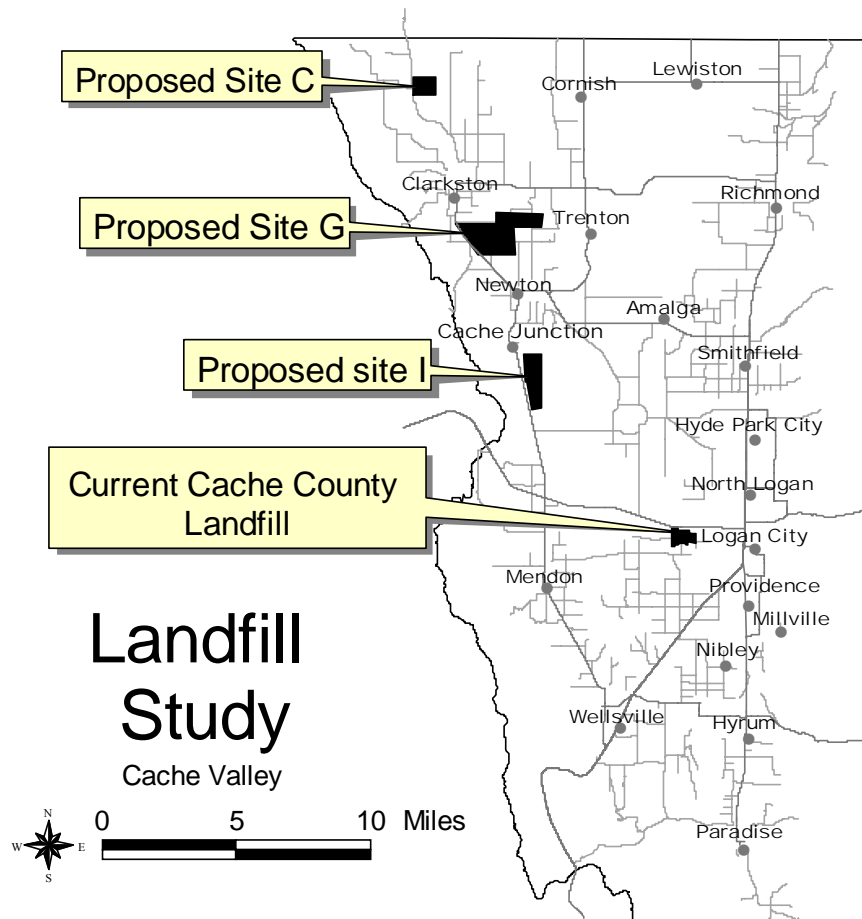 Proposed Site C
Lewiston
Cornish
Clarkston
Richmond
Proposed Site G
Trenton
Newton
Amalga
Cache Junction
Smithfield
Proposed site I
Hyde Park City
Current Cache County
Landfill
North Logan
Logan City
Mendon
Providence
Millville
Landfill
Study
Nibley
Wellsville
Hyrum
Cache Valley
0 5 10 Miles
N
W E
S
Paradise